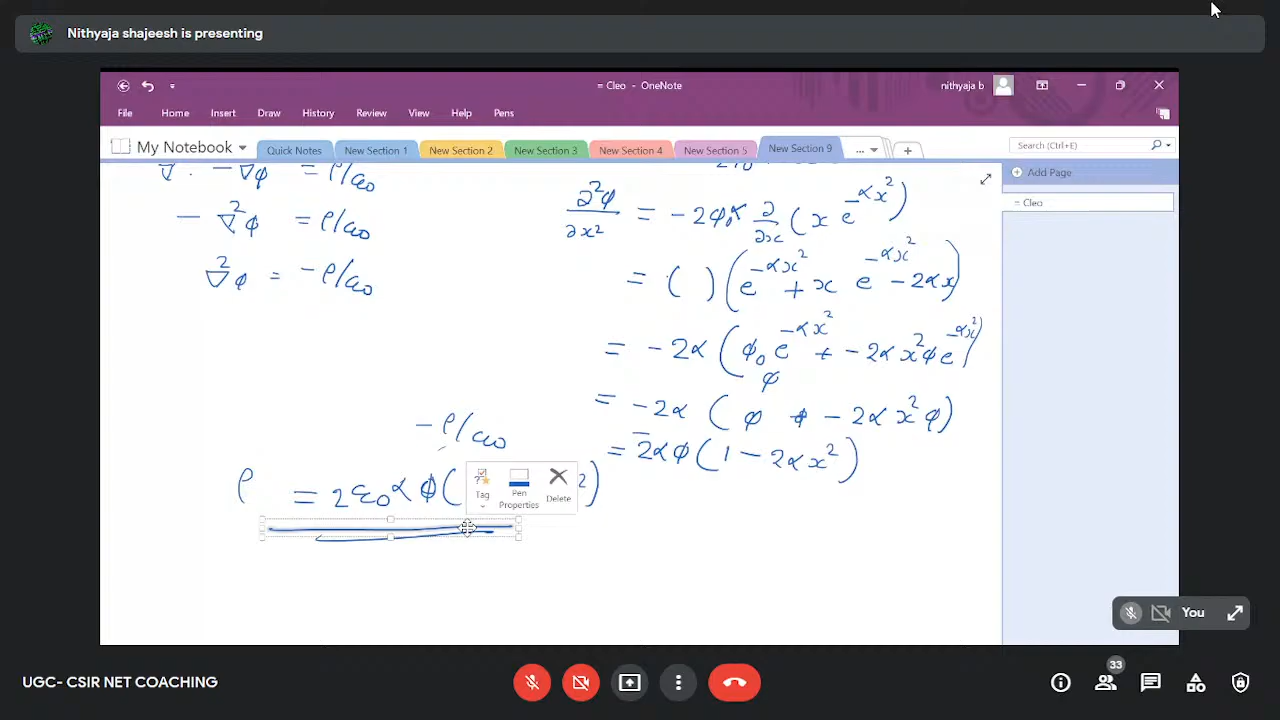 Nithyaja shajeesh is presenting
= Cleo - OneNote
nithyaja b
File Home Insert Draw History Review View Help Pens
My Notebook Quick Notes New Section 1 New Section 2 New Section 3 New Section 4 New Section 5 New Section 9 ... +
Search (Ctrl+E)
Add Page
= Cleo
∇ · -∇φ = ρ/ε₀
- ∇²φ = ρ/ε₀
∇²φ = -ρ/ε₀
∂²φ/∂x² = -2φ₀α ∂/∂x (x e^-αx²)
= ( ) (e^-αx² + x e^-αx² -2αx)
= -2α (φ₀ e^-αx² + -2αx²φ e^-αx²)
φ
= -2α (φ + -2αx²φ)
= -2αφ(1 - 2αx²)
-ρ/ε₀
ρ = 2ε₀αφ( ²)
Tag
Pen Properties
Delete
You
UGC- CSIR NET COACHING
33